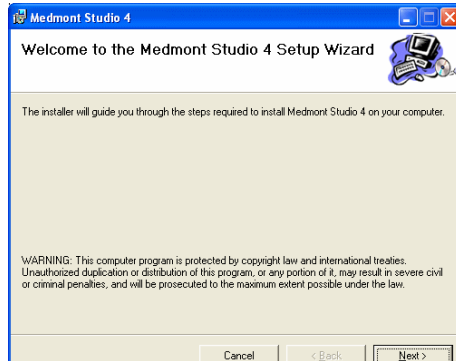 Medmont Studio 4
Welcome to the Medmont Studio 4 Setup Wizard
The installer will guide you through the steps required to install Medmont Studio 4 on your computer.
WARNING: This computer program is protected by copyright law and international treaties.
Unauthorized duplication or distribution of this program, or any portion of it, may result in severe civil
or criminal penalties, and will be prosecuted to the maximum extent possible under the law.
Cancel < Back Next >